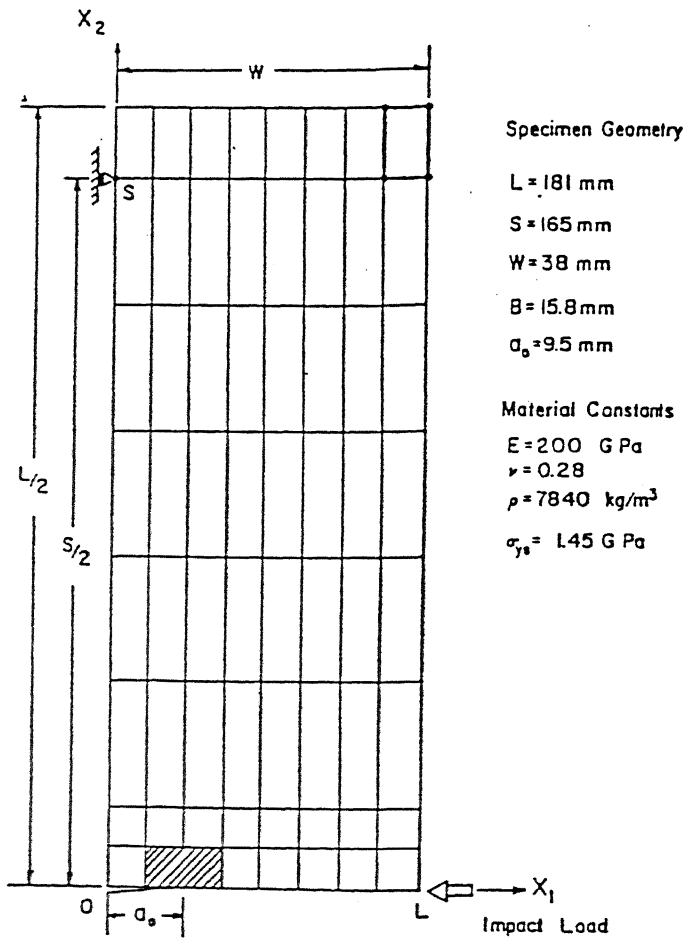 X2
W
S
Specimen Geometry
L = 181 mm
S = 165 mm
W = 38 mm
B = 15.8 mm
a₀ = 9.5 mm
Material Constants
E = 200 G Pa
ν = 0.28
ρ = 7840 kg/m³
σys = 1.45 G Pa
L/2
S/2
O
a₀
L
X1
Impact Load